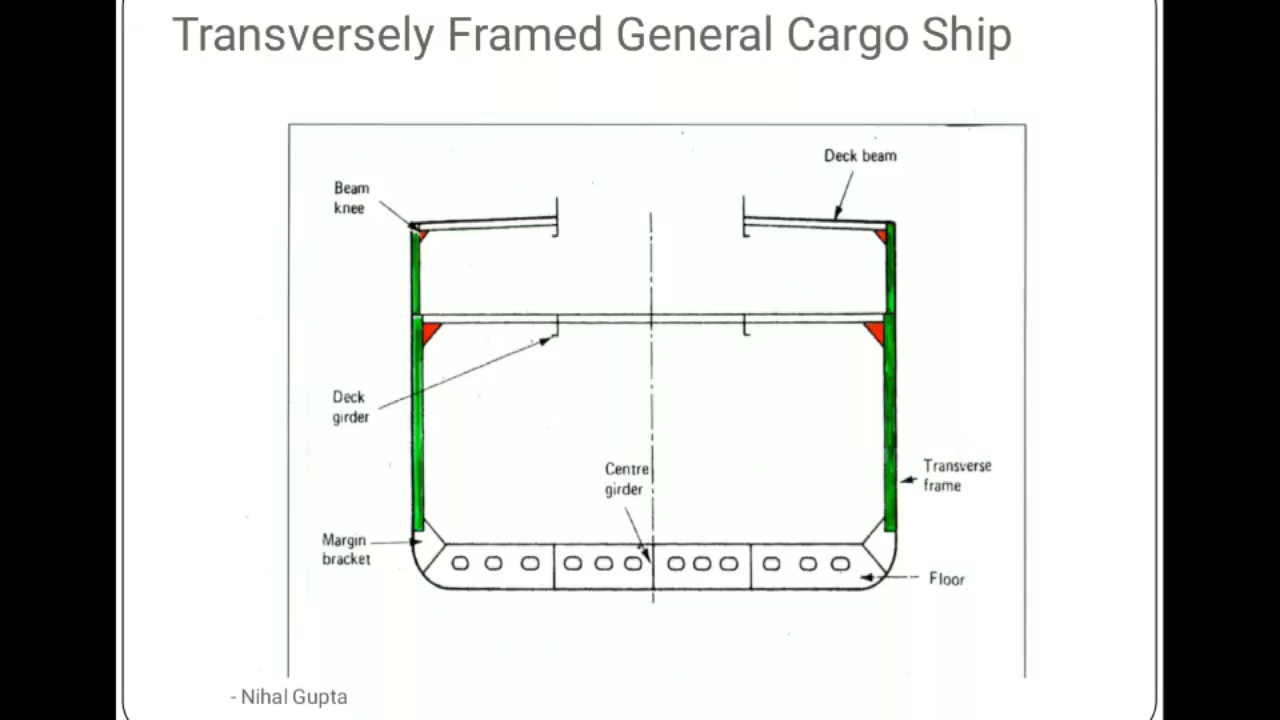 Transversely Framed General Cargo Ship
Deck beam
Beam
knee
Deck
girder
Centre
girder
Transverse
frame
Margin
bracket
Floor
- Nihal Gupta